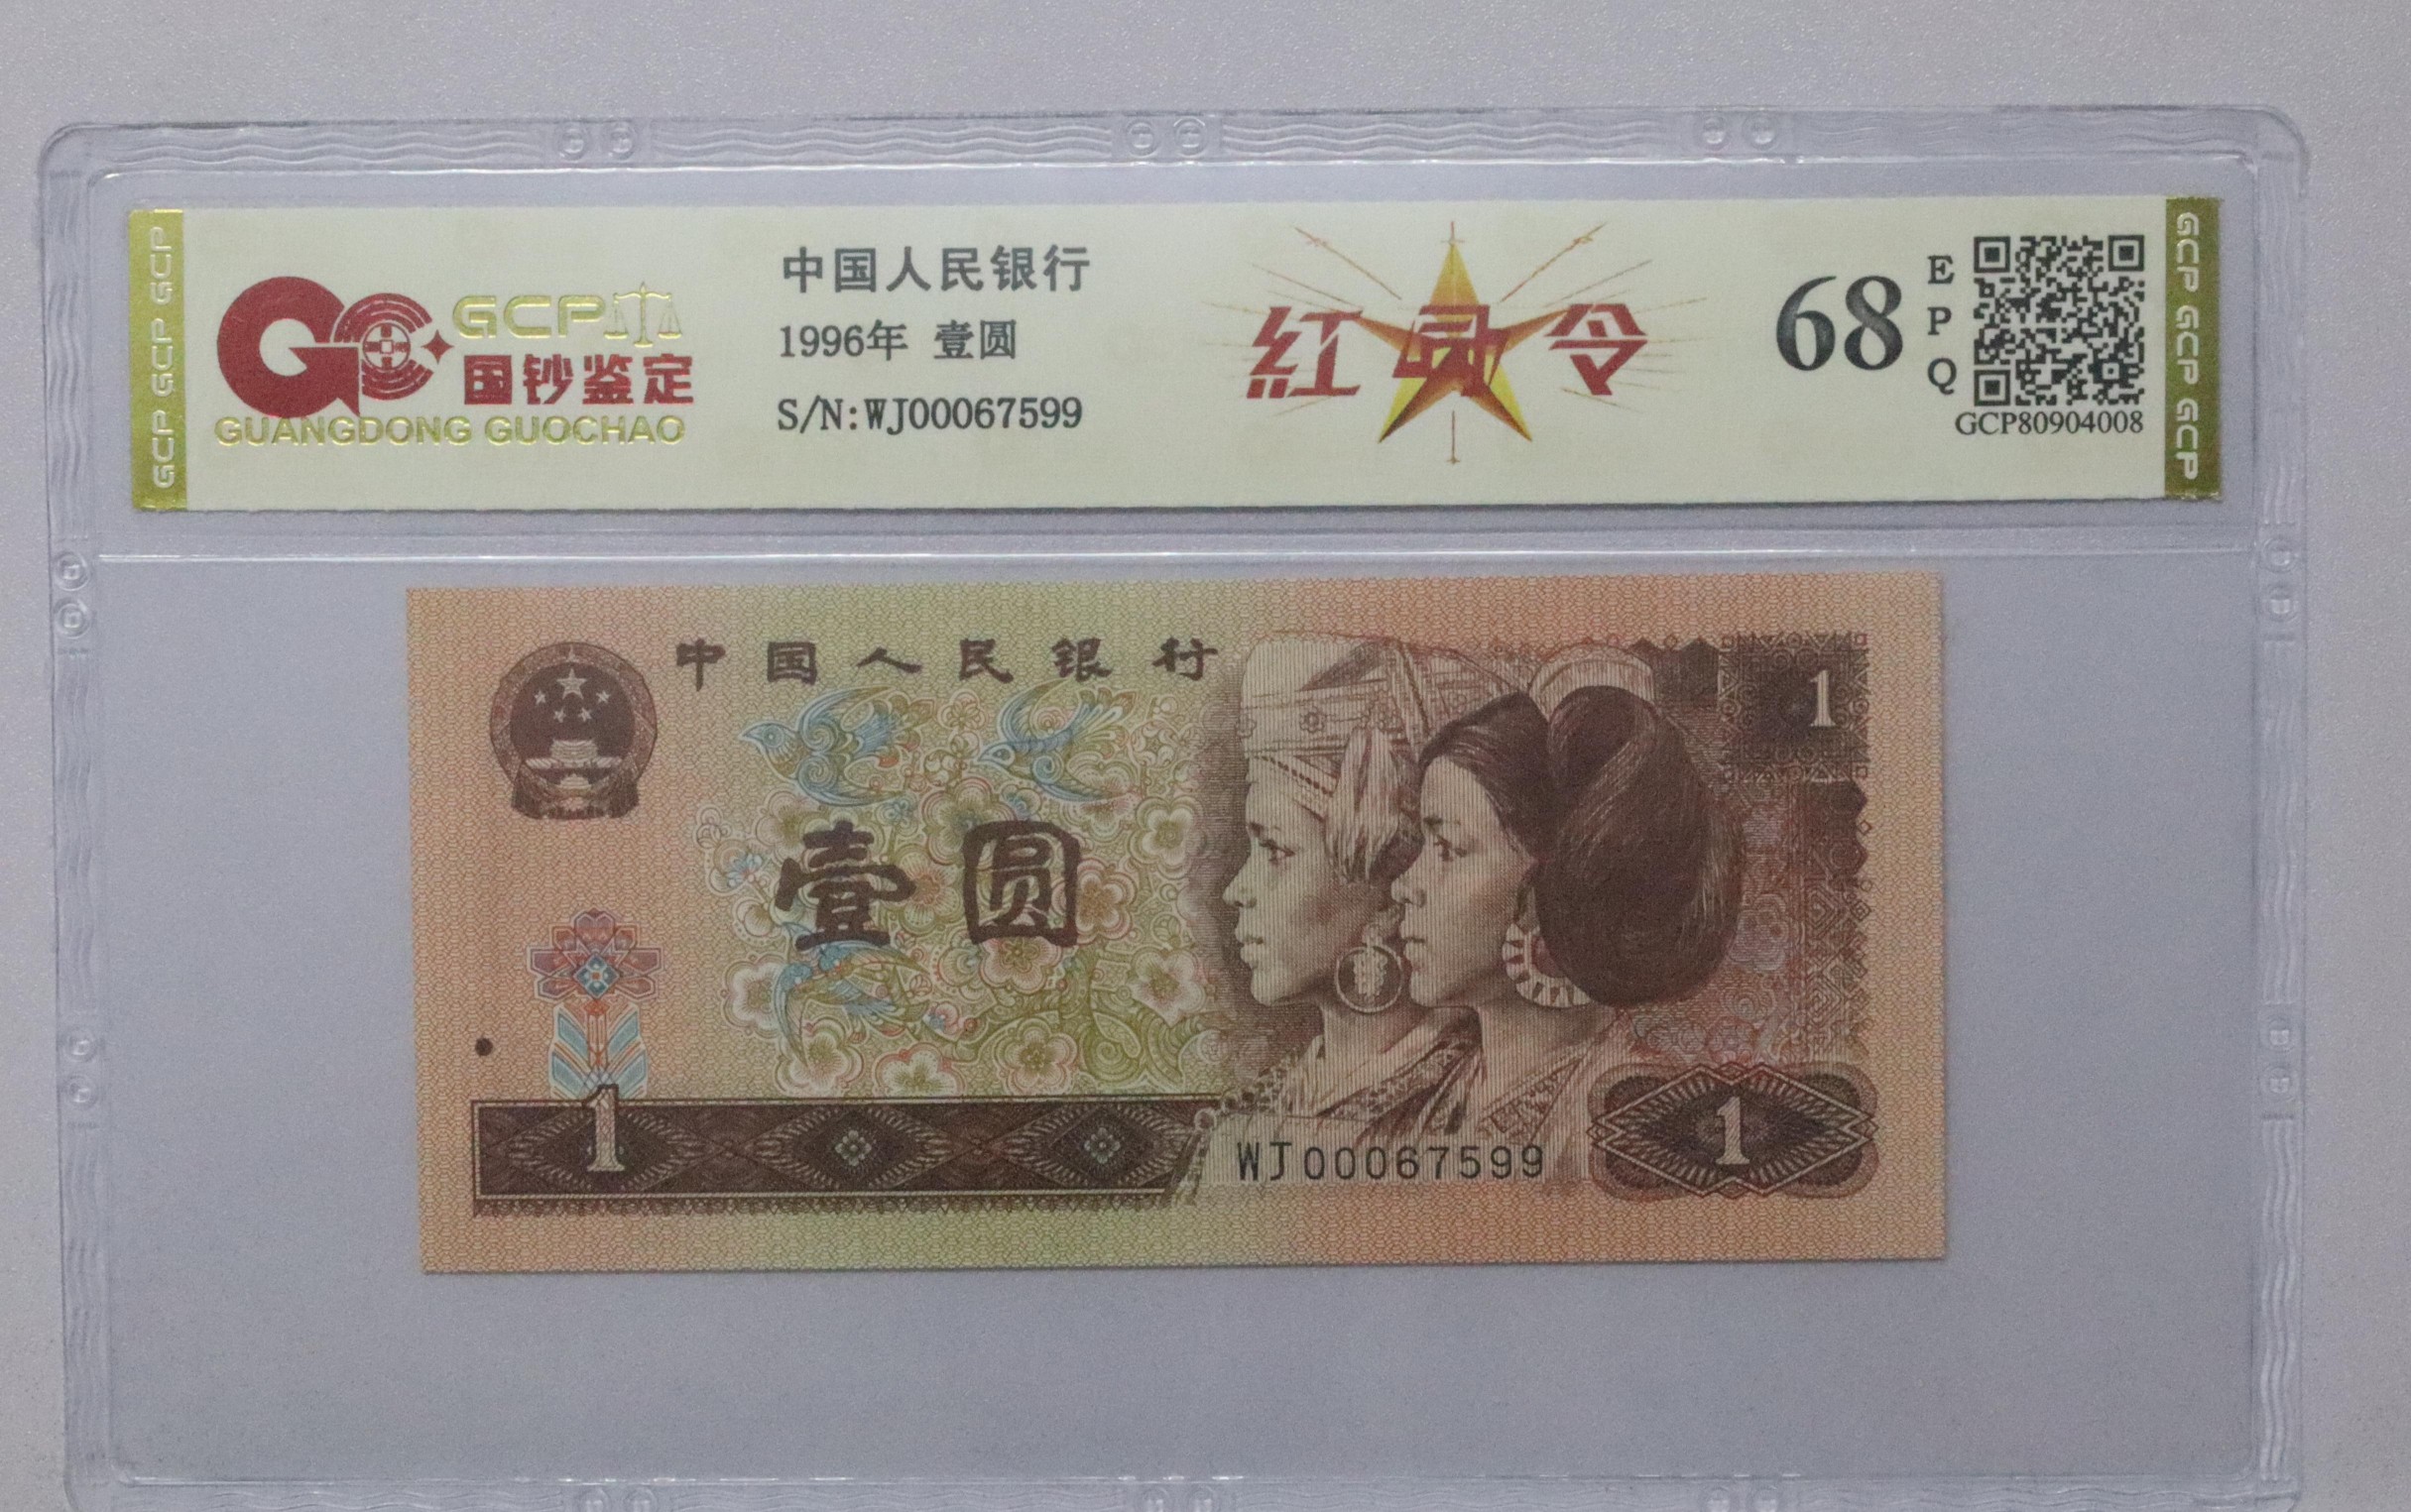 GCP GCP GCP
GCP
国钞鉴定
GUANGDONG GUOCHAO
中国人民银行
1996年 壹圆
S/N:WJ00067599
紅 令
68
E
P
Q
GCP80904008
GCP GCP GCP
中国人民银行
1
壹圆
1
WJ00067599
1